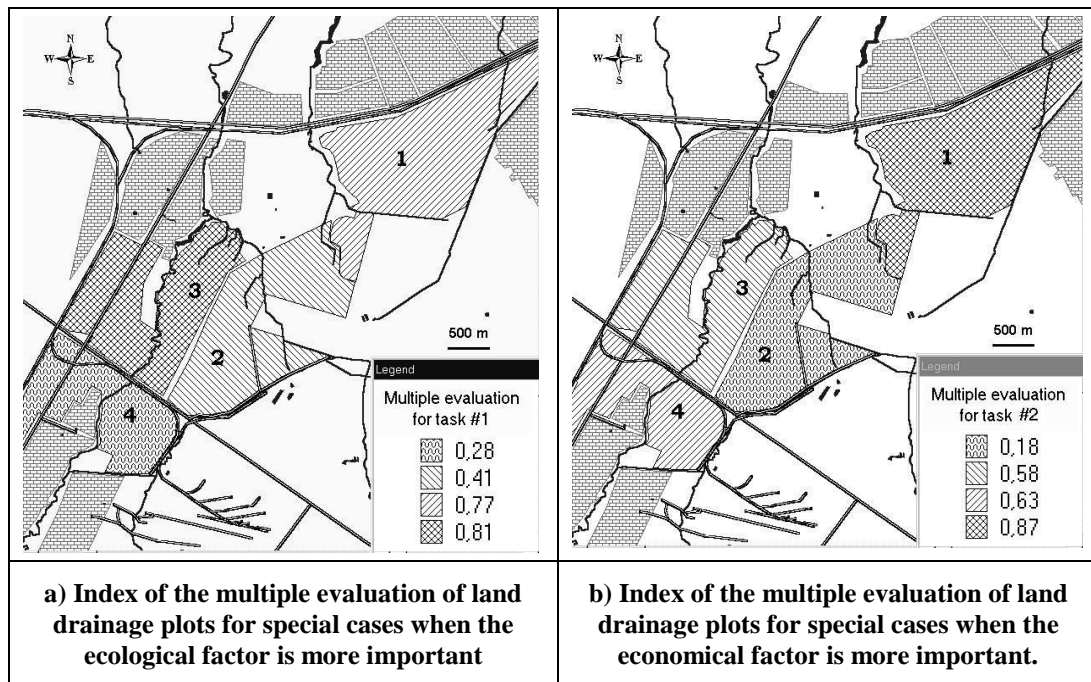 N
W E
S
1
3
2
4
500 m
Legend
Multiple evaluation
for task #1
0,28
0,41
0,77
0,81
a) Index of the multiple evaluation of land
drainage plots for special cases when the
ecological factor is more important
N
W E
S
1
3
2
4
500 m
Legend
Multiple evaluation
for task #2
0,18
0,58
0,63
0,87
b) Index of the multiple evaluation of land
drainage plots for special cases when the
economical factor is more important.